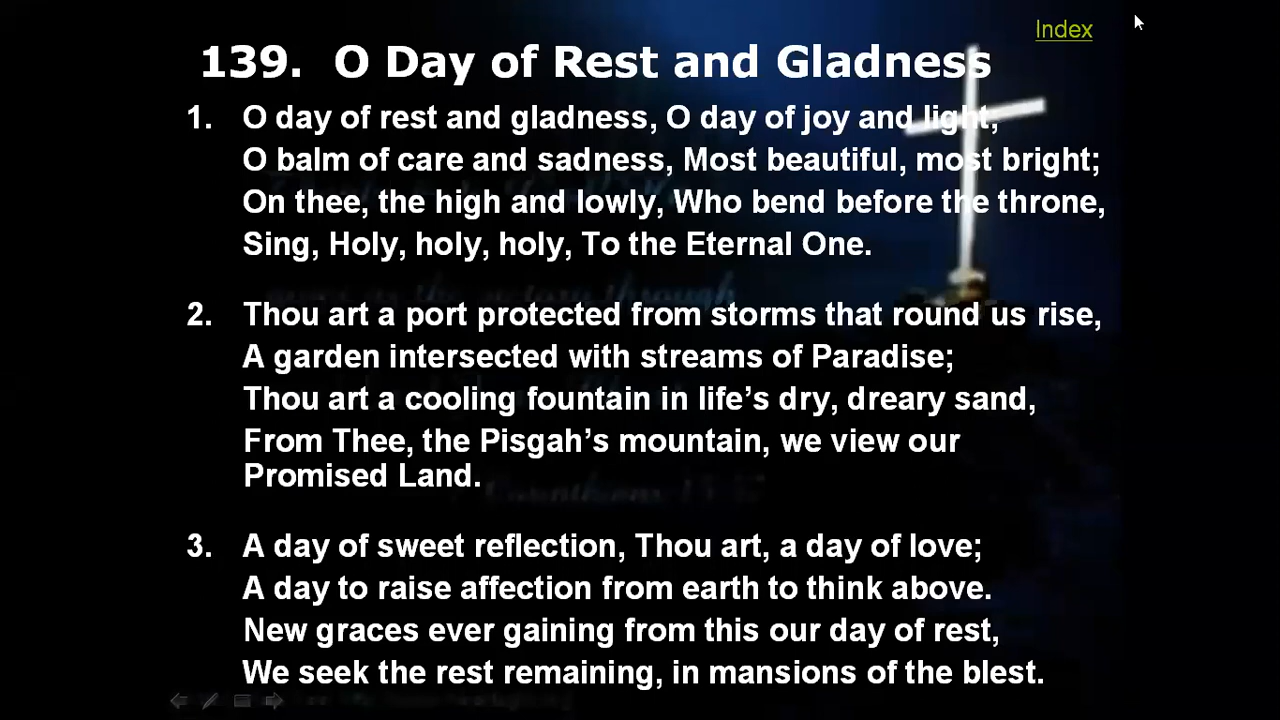 Index
139. O Day of Rest and Gladness
1. O day of rest and gladness, O day of joy and light;
O balm of care and sadness, Most beautiful, most bright;
On thee, the high and lowly, Who bend before the throne,
Sing, Holy, holy, holy, To the Eternal One.
2. Thou art a port protected from storms that round us rise,
A garden intersected with streams of Paradise;
Thou art a cooling fountain in life’s dry, dreary sand,
From Thee, the Pisgah’s mountain, we view our
Promised Land.
3. A day of sweet reflection, Thou art, a day of love;
A day to raise affection from earth to think above.
New graces ever gaining from this our day of rest,
We seek the rest remaining, in mansions of the blest.